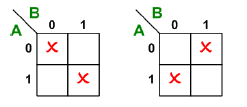 B B
A 0 1 A 0 1
0 x 0 x
1 x 1 x